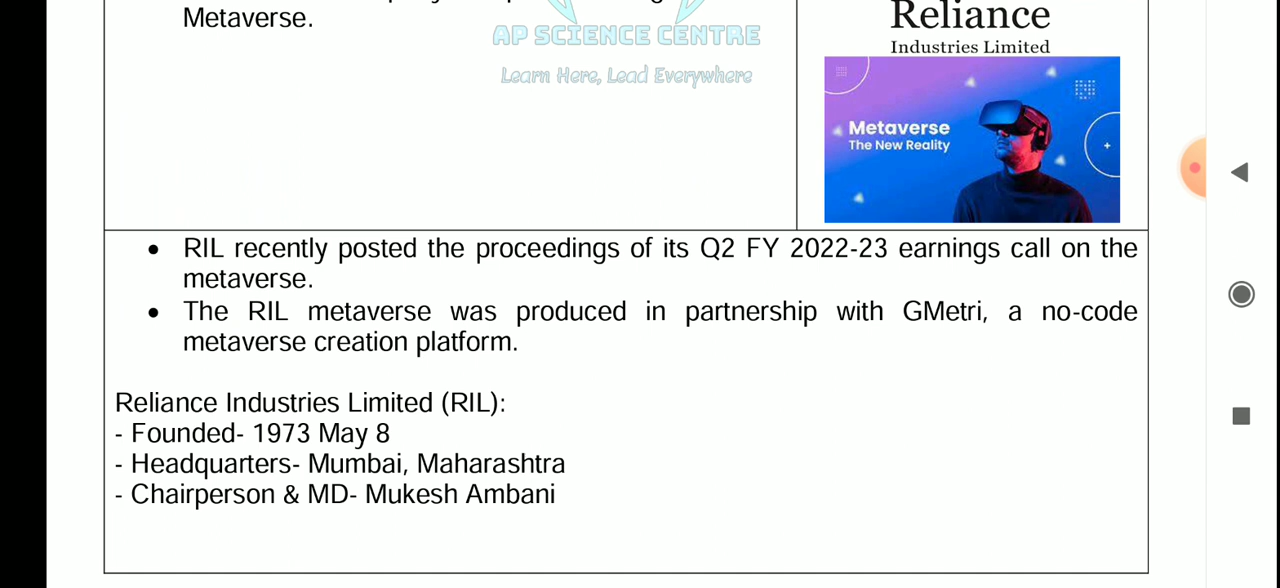 Metaverse.
AP SCIENCE CENTRE
Learn Here, Lead Everywhere
Reliance
Industries Limited
Metaverse
The New Reality
• RIL recently posted the proceedings of its Q2 FY 2022-23 earnings call on the
metaverse.
• The RIL metaverse was produced in partnership with GMetri, a no-code
metaverse creation platform.
Reliance Industries Limited (RIL):
- Founded- 1973 May 8
- Headquarters- Mumbai, Maharashtra
- Chairperson & MD- Mukesh Ambani